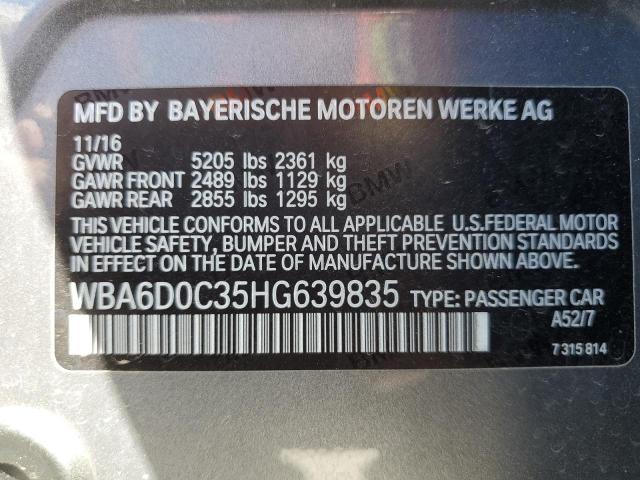 MFD BY BAYERISCHE MOTOREN WERKE AG
11/16
GVWR 5205 lbs 2361 kg
GAWR FRONT 2489 lbs 1129 kg
GAWR REAR 2855 lbs 1295 kg
THIS VEHICLE CONFORMS TO ALL APPLICABLE U.S.FEDERAL MOTOR
VEHICLE SAFETY, BUMPER AND THEFT PREVENTION STANDARDS
IN EFFECT ON THE DATE OF MANUFACTURE SHOWN ABOVE.
WBA6D0C35HG639835 TYPE: PASSENGER CAR
A52/7
7 315 814